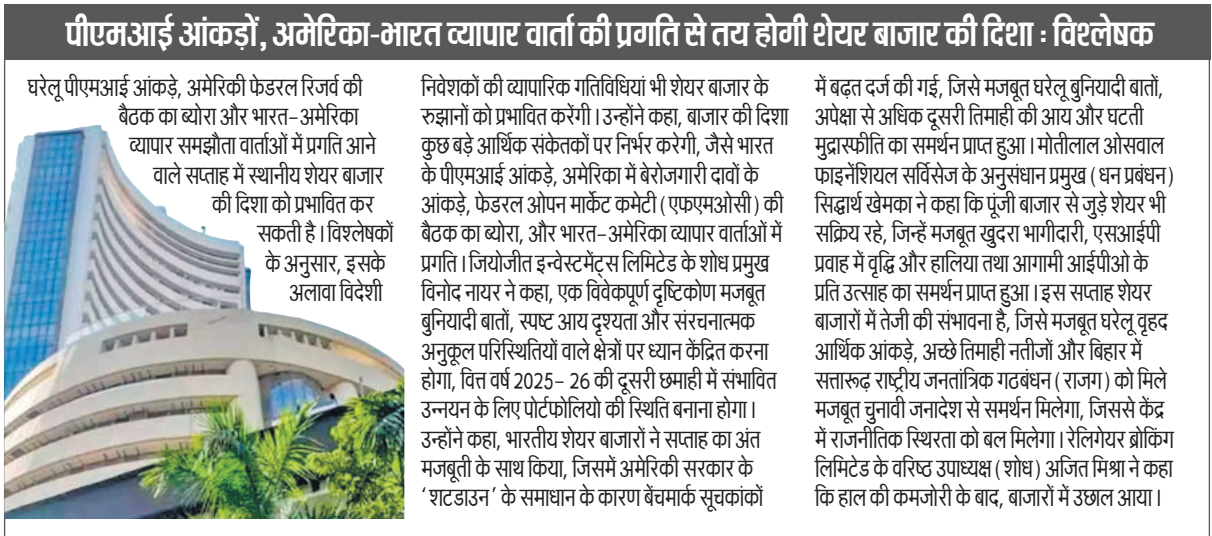 पीएमआई आंकड़ों, अमेरिका-भारत व्यापार वार्ता की प्रगति से तय होगी शेयर बाजार की दिशा : विश्लेषक
घरेलू पीएमआई आंकड़े, अमेरिकी फेडरल रिजर्व की
बैठक का ब्योरा और भारत-अमेरिका
व्यापार समझौता वार्ताओं में प्रगति आने
वाले सप्ताह में स्थानीय शेयर बाजार
की दिशा को प्रभावित कर
सकती है। विश्लेषकों
के अनुसार, इसके
अलावा विदेशी
निवेशकों की व्यापारिक गतिविधियां भी शेयर बाजार के
रुझानों को प्रभावित करेंगी। उन्होंने कहा, बाजार की दिशा
कुछ बड़े आर्थिक संकेतकों पर निर्भर करेगी, जैसे भारत
के पीएमआई आंकड़े, अमेरिका में बेरोजगारी दावों के
आंकड़े, फेडरल ओपन मार्केट कमेटी (एफएमओसी) की
बैठक का ब्योरा, और भारत-अमेरिका व्यापार वार्ताओं में
प्रगति। जियोजीत इन्वेस्टमेंट्स लिमिटेड के शोध प्रमुख
विनोद नायर ने कहा, एक विवेकपूर्ण दृष्टिकोण मजबूत
बुनियादी बातों, स्पष्ट आय दृश्यता और संरचनात्मक
अनुकूल परिस्थितियों वाले क्षेत्रों पर ध्यान केंद्रित करना
होगा, वित्त वर्ष 2025- 26 की दूसरी छमाही में संभावित
उन्नयन के लिए पोर्टफोलियो की स्थिति बनाना होगा।
उन्होंने कहा, भारतीय शेयर बाजारों ने सप्ताह का अंत
मजबूती के साथ किया, जिसमें अमेरिकी सरकार के
‘शटडाउन’ के समाधान के कारण बेंचमार्क सूचकांकों
में बढ़त दर्ज की गई, जिसे मजबूत घरेलू बुनियादी बातों,
अपेक्षा से अधिक दूसरी तिमाही की आय और घटती
मुद्रास्फीति का समर्थन प्राप्त हुआ। मोतीलाल ओसवाल
फाइनेंशियल सर्विसेज के अनुसंधान प्रमुख (धन प्रबंधन)
सिद्धार्थ खेमका ने कहा कि पूंजी बाजार से जुड़े शेयर भी
सक्रिय रहे, जिन्हें मजबूत खुदरा भागीदारी, एसआईपी
प्रवाह में वृद्धि और हालिया तथा आगामी आईपीओ के
प्रति उत्साह का समर्थन प्राप्त हुआ। इस सप्ताह शेयर
बाजारों में तेजी की संभावना है, जिसे मजबूत घरेलू वृहद
आर्थिक आंकड़े, अच्छे तिमाही नतीजों और बिहार में
सत्तारूढ़ राष्ट्रीय जनतांत्रिक गठबंधन (राजग) को मिले
मजबूत चुनावी जनादेश से समर्थन मिलेगा, जिससे केंद्र
में राजनीतिक स्थिरता को बल मिलेगा। रेलिगेयर ब्रोकिंग
लिमिटेड के वरिष्ठ उपाध्यक्ष (शोध) अजित मिश्रा ने कहा
कि हाल की कमजोरी के बाद, बाजारों में उछाल आया।